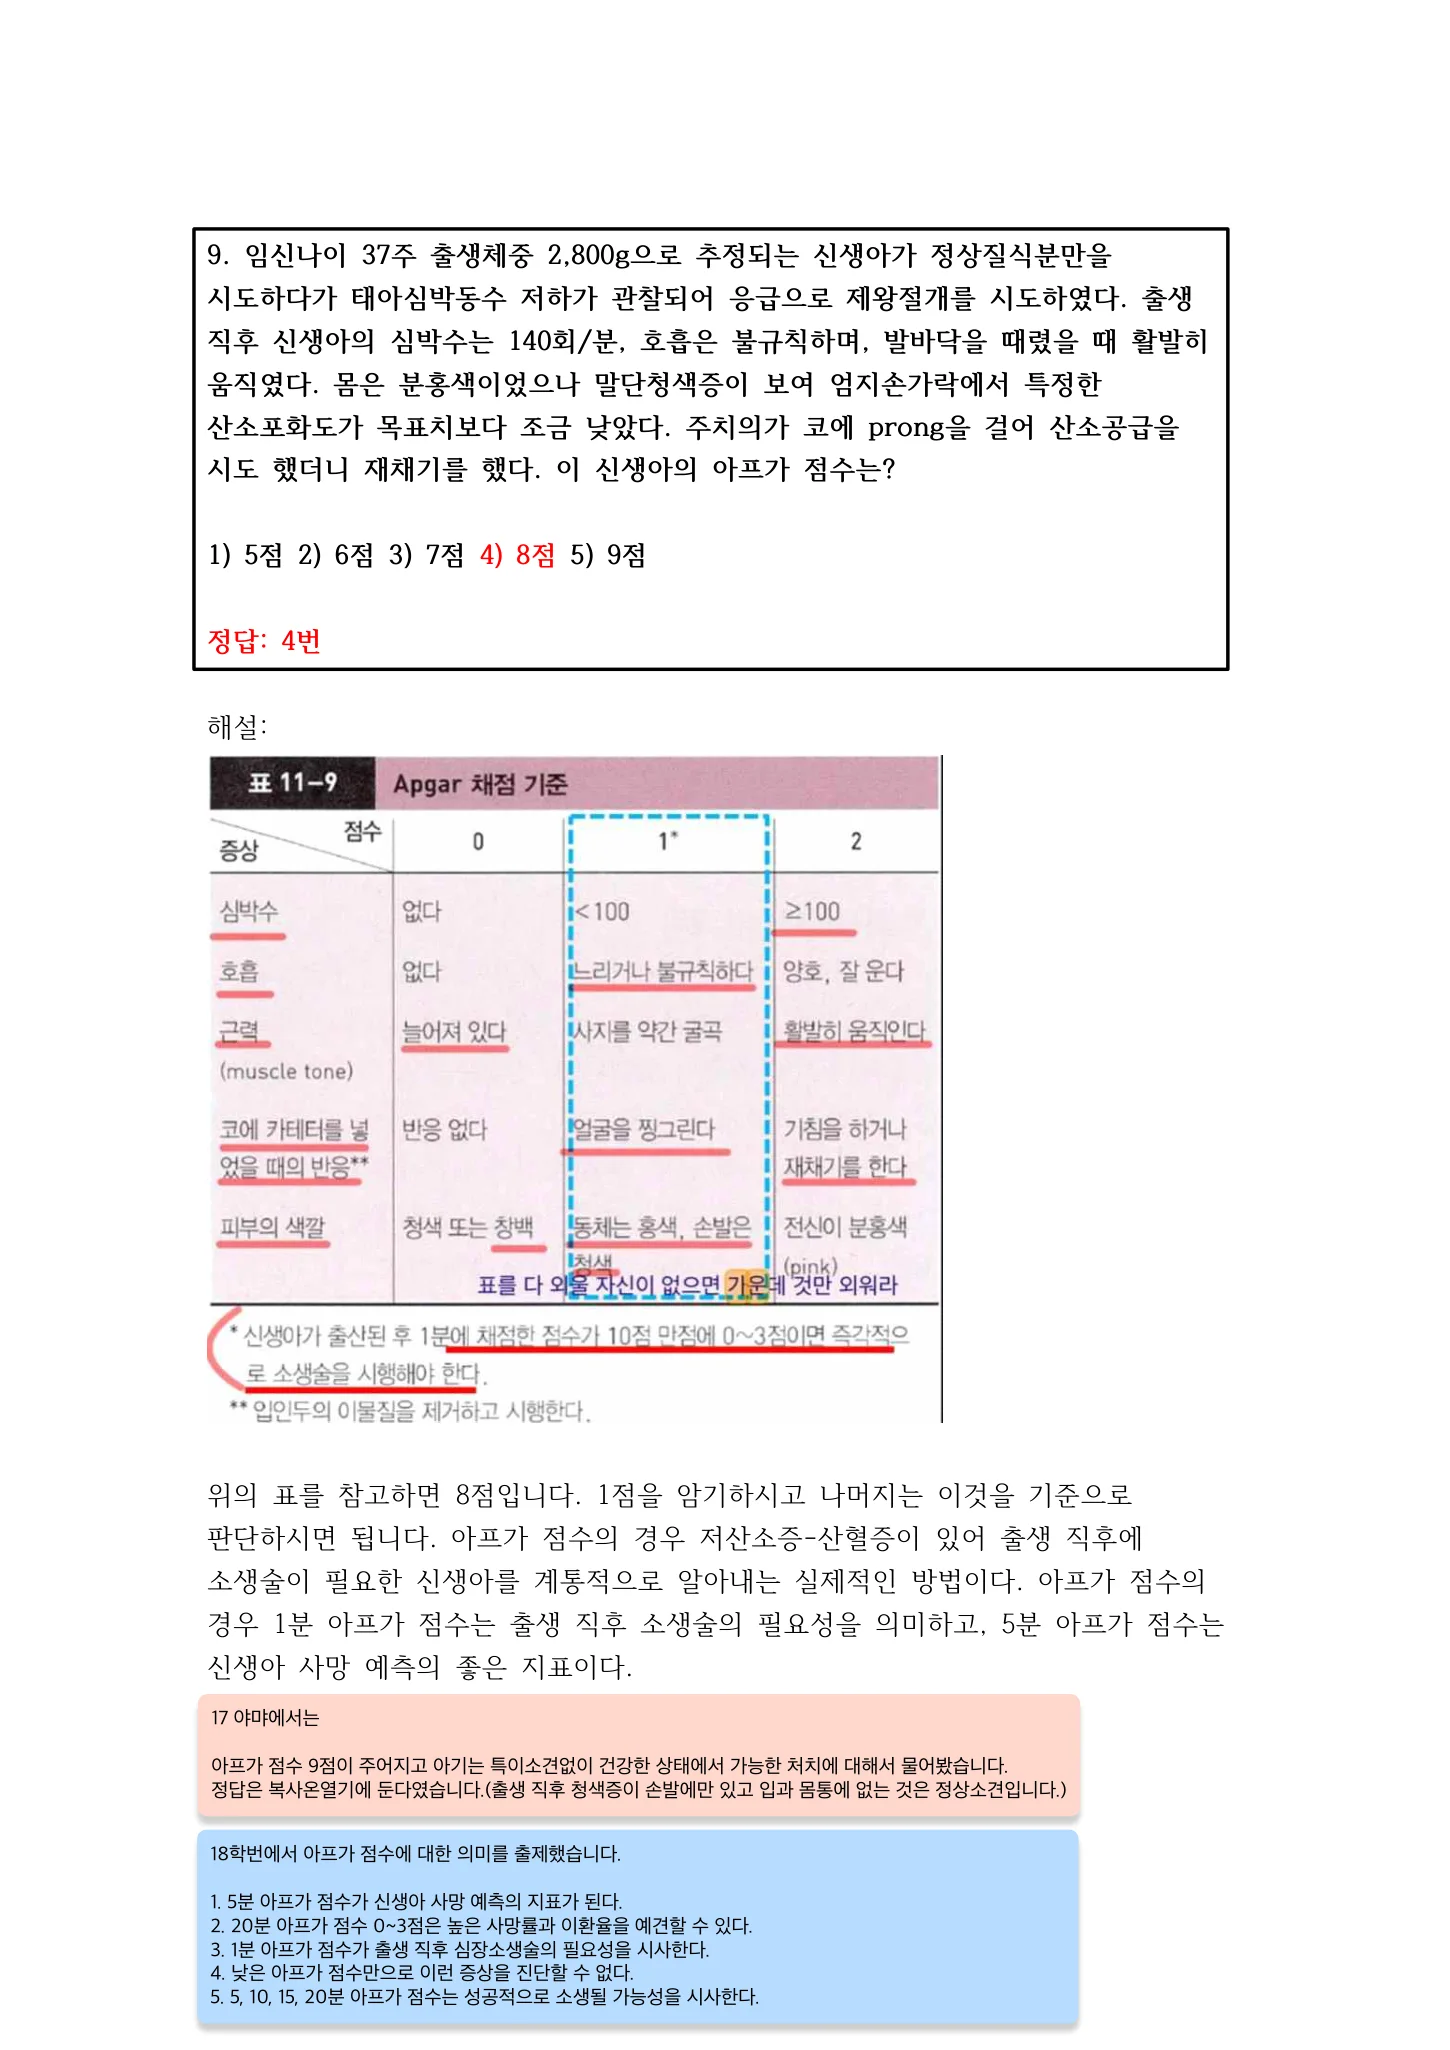 9. 임신나이 37주 출생체중 2,800g으로 추정되는 신생아가 정상질식분만을
시도하다가 태아심박동수 저하가 관찰되어 응급으로 제왕절개를 시도하였다. 출생
직후 신생아의 심박수는 140회/분, 호흡은 불규칙하며, 발바닥을 때렸을 때 활발히
움직였다. 몸은 분홍색이었으나 말단청색증이 보여 엄지손가락에서 특정한
산소포화도가 목표치보다 조금 낮았다. 주치의가 코에 prong을 걸어 산소공급을
시도 했더니 재채기를 했다. 이 신생아의 아프가 점수는?
1) 5점 2) 6점 3) 7점 4) 8점 5) 9점
정답: 4번
해설:
표 11-9 Apgar 채점 기준
증상 점수 0 1* 2
심박수 없다 <100 ≥100
호흡 없다 느리거나 불규칙하다 양호, 잘 운다
근력 늘어져 있다 사지를 약간 굴곡 활발히 움직인다
(muscle tone)
코에 카테터를 넣 반응 없다 얼굴을 찡그린다 기침을 하거나
었을 때의 반응** 재채기를 한다
피부의 색깔 청색 또는 창백 동체는 홍색, 손발은 전신이 분홍색
청색 (pink)
표를 다 외울 자신이 없으면 가운데 것만 외워라
* 신생아가 출산된 후 1분에 채점한 점수가 10점 만점에 0~3점이면 즉각적으
로 소생술을 시행해야 한다.
** 입인두의 이물질을 제거하고 시행한다.
위의 표를 참고하면 8점입니다. 1점을 암기하시고 나머지는 이것을 기준으로
판단하시면 됩니다. 아프가 점수의 경우 저산소증-산혈증이 있어 출생 직후에
소생술이 필요한 신생아를 계통적으로 알아내는 실제적인 방법이다. 아프가 점수의
경우 1분 아프가 점수는 출생 직후 소생술의 필요성을 의미하고, 5분 아프가 점수는
신생아 사망 예측의 좋은 지표이다.
17 야먀에서는
아프가 점수 9점이 주어지고 아기는 특이소견없이 건강한 상태에서 가능한 처치에 대해서 물어봤습니다.
정답은 복사온열기에 둔다였습니다.(출생 직후 청색증이 손발에만 있고 입과 몸통에 없는 것은 정상소견입니다.)
18학번에서 아프가 점수에 대한 의미를 출제했습니다.
1. 5분 아프가 점수가 신생아 사망 예측의 지표가 된다.
2. 20분 아프가 점수 0~3점은 높은 사망률과 이환율을 예견할 수 있다.
3. 1분 아프가 점수가 출생 직후 심장소생술의 필요성을 시사한다.
4. 낮은 아프가 점수만으로 이런 증상을 진단할 수 없다.
5. 5, 10, 15, 20분 아프가 점수는 성공적으로 소생될 가능성을 시사한다.